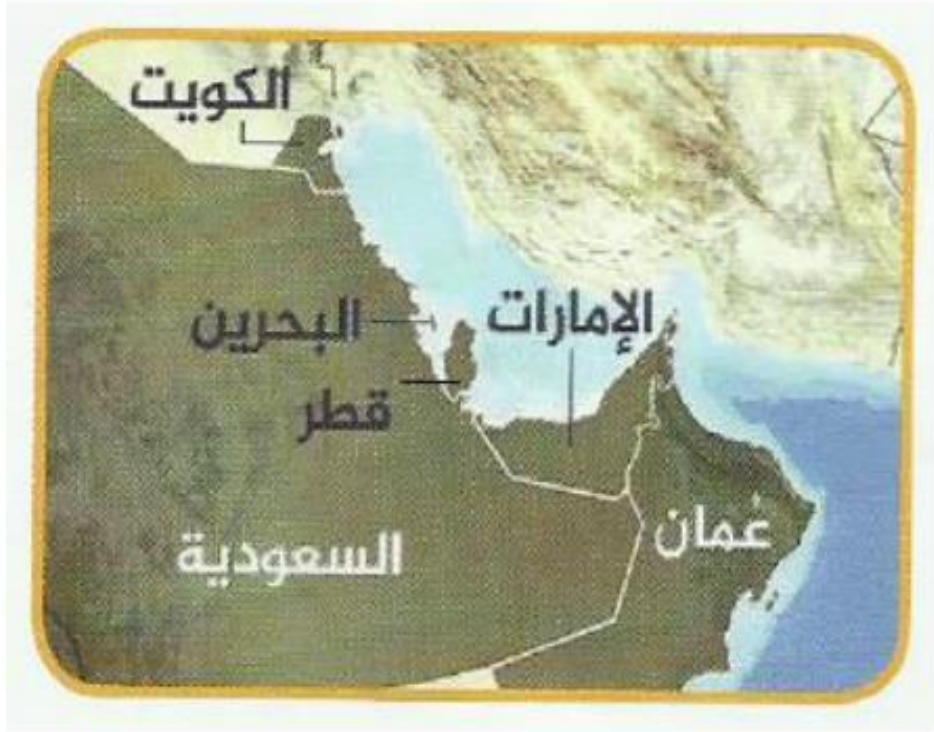 الكويت
الإمارات
البحرين
قطر
عُمان
السعودية